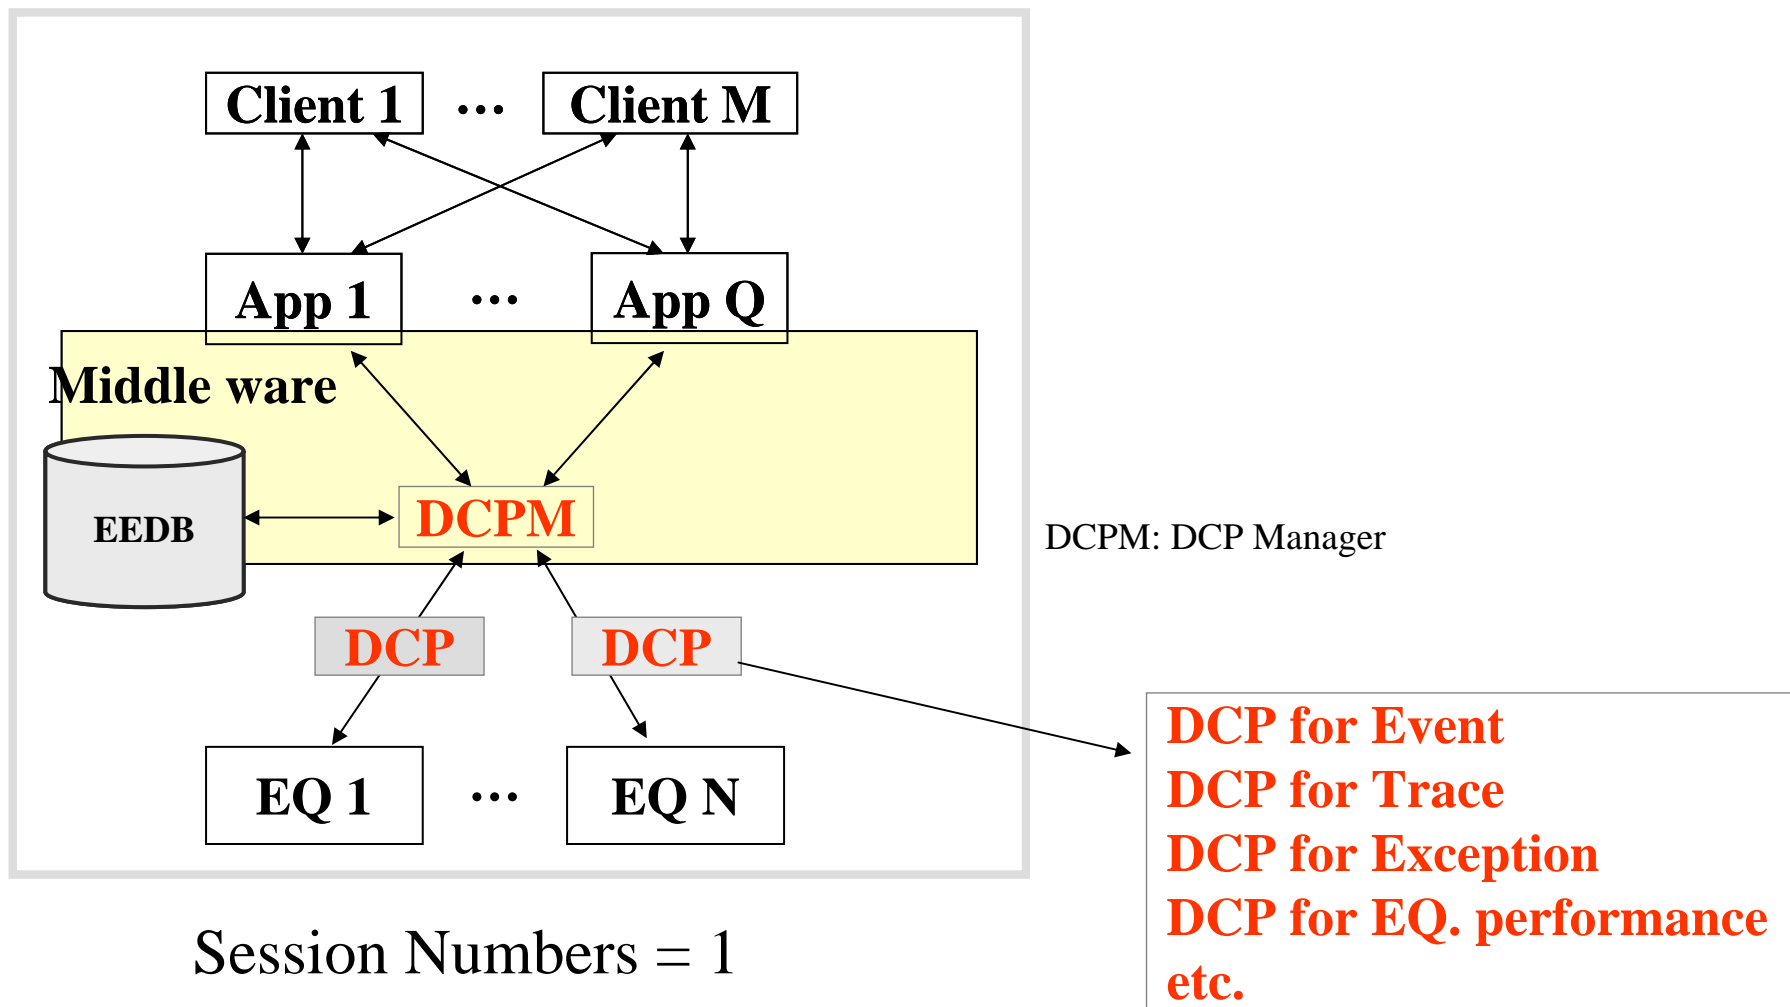 Client 1 ... Client M
App 1 ... App Q
Middle ware
EEDB
DCPM
DCPM: DCP Manager
DCP DCP
EQ 1 ... EQ N
DCP for Event
DCP for Trace
DCP for Exception
DCP for EQ. performance
etc.
Session Numbers = 1